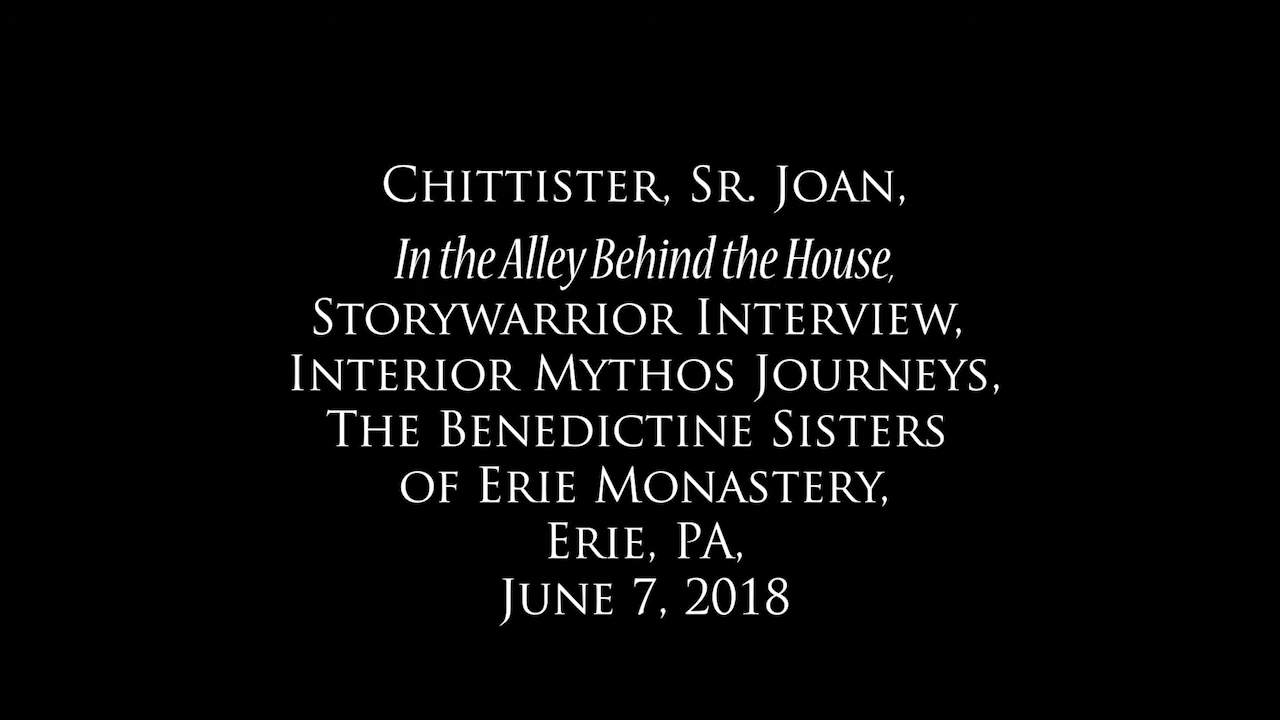 Chittister, Sr. Joan,
In the Alley Behind the House,
Storywarrior Interview,
Interior Mythos Journeys,
The Benedictine Sisters
of Erie Monastery,
Erie, PA,
June 7, 2018